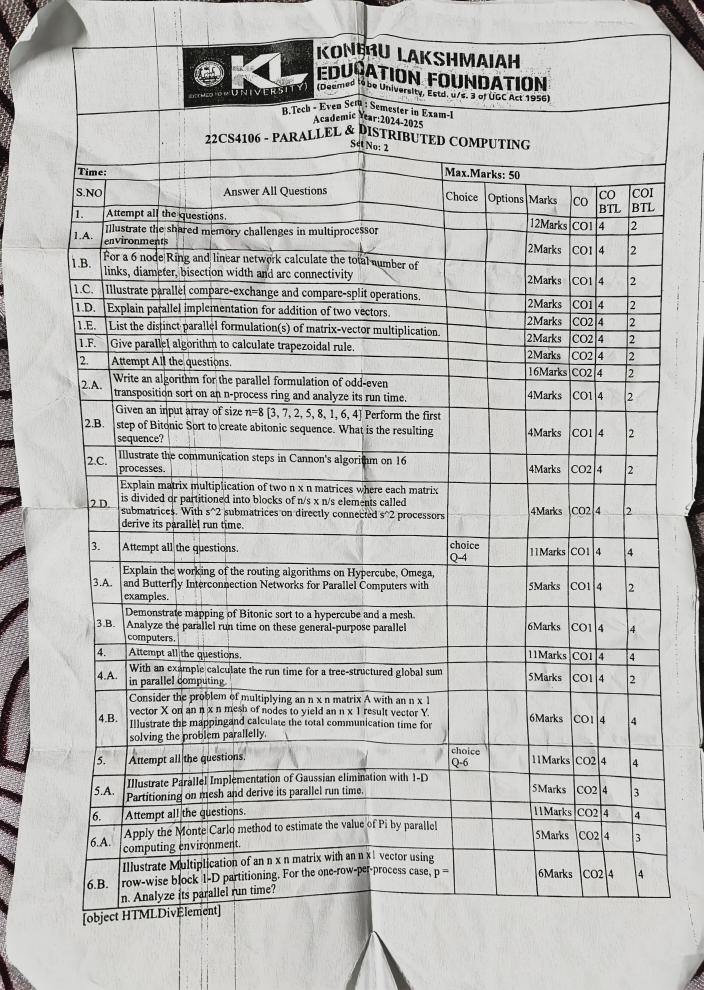 KL
(DEEMED TO BE UNIVERSITY)
KONERU LAKSHMAIAH
EDUCATION FOUNDATION
(Deemed to be University, Estd. u/s. 3 of UGC Act 1956)
B.Tech - Even Sem : Semester in Exam-I
Academic Year:2024-2025
22CS4106 - PARALLEL & DISTRIBUTED COMPUTING
Set No: 2
Time: Max.Marks: 50
S.NO Answer All Questions Choice Options Marks CO CO BTL COI BTL
1. Attempt all the questions. 12Marks CO1 4 2
1.A. Illustrate the shared memory challenges in multiprocessor
environments 2Marks CO1 4 2
1.B. For a 6 node Ring and linear network calculate the total number of
links, diameter, bisection width and arc connectivity 2Marks CO1 4 2
1.C. Illustrate parallel compare-exchange and compare-split operations. 2Marks CO1 4 2
1.D. Explain parallel implementation for addition of two vectors. 2Marks CO2 4 2
1.E. List the distinct parallel formulation(s) of matrix-vector multiplication. 2Marks CO2 4 2
1.F. Give parallel algorithm to calculate trapezoidal rule. 2Marks CO2 4 2
2. Attempt All the questions. 16Marks CO2 4 2
2.A. Write an algorithm for the parallel formulation of odd-even
transposition sort on an n-process ring and analyze its run time. 4Marks CO1 4 2
2.B. Given an input array of size n=8 [3, 7, 2, 5, 8, 1, 6, 4] Perform the first
step of Bitonic Sort to create abitonic sequence. What is the resulting
sequence? 4Marks CO1 4 2
2.C. Illustrate the communication steps in Cannon's algorithm on 16
processes. 4Marks CO2 4 2
2.D. Explain matrix multiplication of two n x n matrices where each matrix
is divided or partitioned into blocks of n/s x n/s elements called
submatrices. With s^2 submatrices on directly connected s^2 processors
derive its parallel run time. 4Marks CO2 4 2
3. Attempt all the questions. choice Q-4 11Marks CO1 4 4
3.A. Explain the working of the routing algorithms on Hypercube, Omega,
and Butterfly Interconnection Networks for Parallel Computers with
examples. 5Marks CO1 4 2
3.B. Demonstrate mapping of Bitonic sort to a hypercube and a mesh.
Analyze the parallel run time on these general-purpose parallel
computers. 6Marks CO1 4 4
4. Attempt all the questions. 11Marks CO1 4 4
4.A. With an example calculate the run time for a tree-structured global sum
in parallel computing. 5Marks CO1 4 2
4.B. Consider the problem of multiplying an n x n matrix A with an n x 1
vector X on an n x n mesh of nodes to yield an n x 1 result vector Y.
Illustrate the mappingand calculate the total communication time for
solving the problem parallelly. 6Marks CO1 4 4
5. Attempt all the questions. choice Q-6 11Marks CO2 4 4
5.A. Illustrate Parallel Implementation of Gaussian elimination with 1-D
Partitioning on mesh and derive its parallel run time. 5Marks CO2 4 3
6. Attempt all the questions. 11Marks CO2 4 4
6.A. Apply the Monte Carlo method to estimate the value of Pi by parallel
computing environment. 5Marks CO2 4 3
6.B. Illustrate Multiplication of an n x n matrix with an n x1 vector using
row-wise block 1-D partitioning. For the one-row-per-process case, p =
n. Analyze its parallel run time? 6Marks CO2 4 4
[object HTMLDivElement]